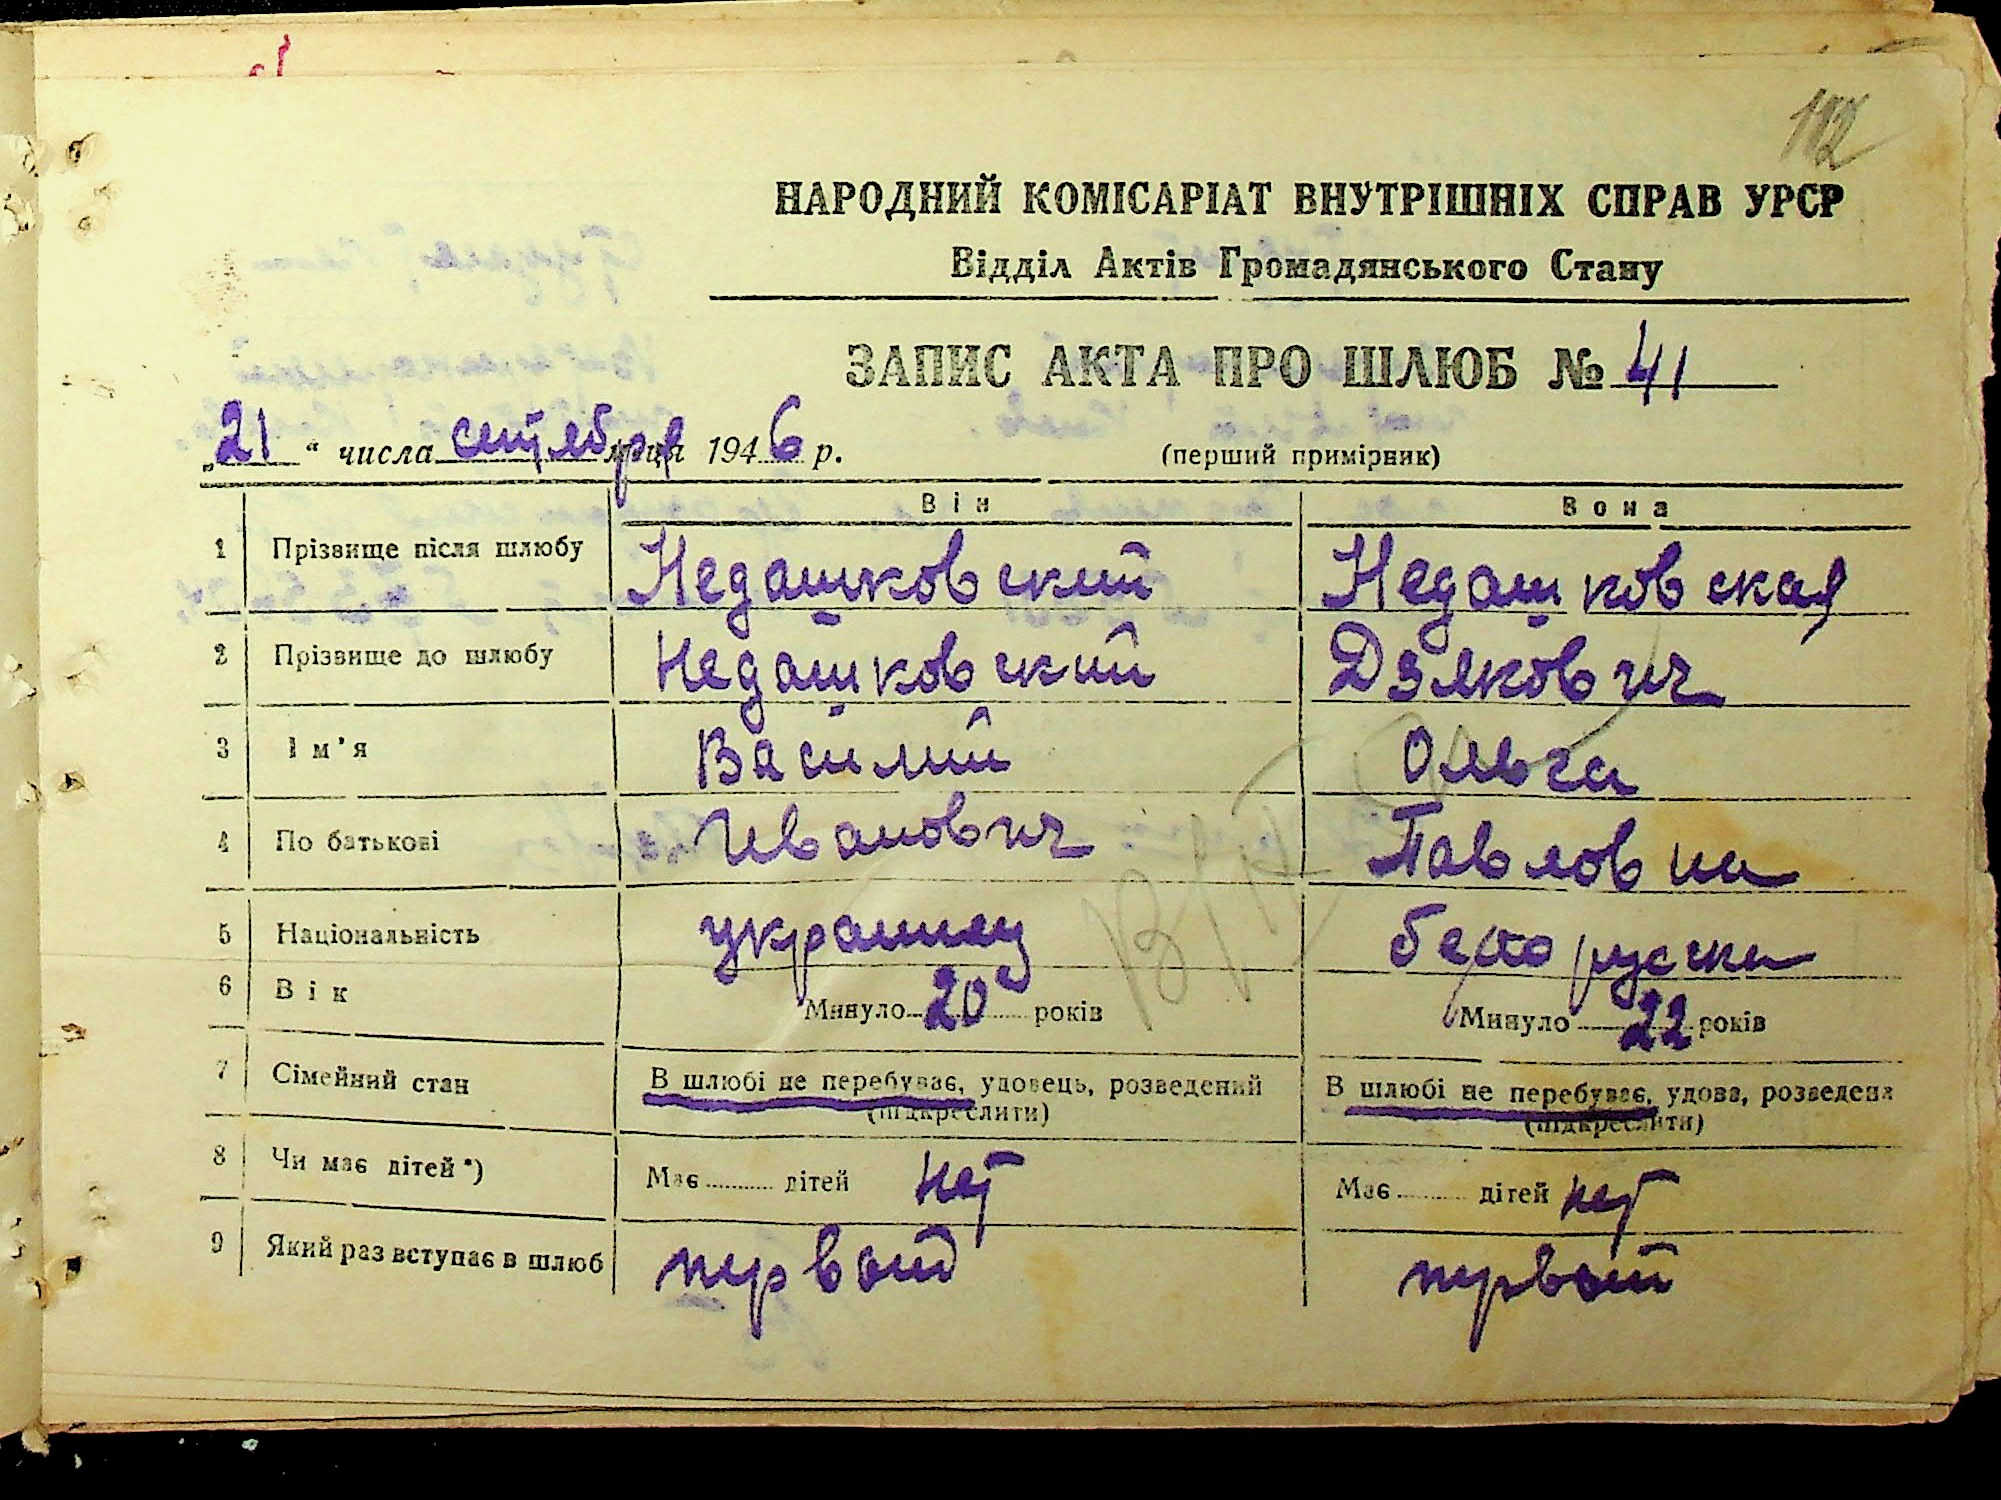 112
НАРОДНИЙ КОМІСАРІАТ ВНУТРІШНІХ СПРАВ УРСР
Відділ Актів Громадянського Стану
ЗАПИС АКТА ПРО ШЛЮБ № 41
„21“ числа сентября м-ця 1946 р. (перший примірник)
Він Вона
1 Прізвище після шлюбу Недашковский Недашковская
2 Прізвище до шлюбу Недашковский Дзякович
3 Ім'я Василий Ольга
4 По батькові Иванович Павловна
5 Національність украинец белоруска
6 Вік Минуло 20 років Минуло 22 років
7 Сімейний стан В шлюбі не перебуває, удовець, розведений В шлюбі не перебуває, удова, розведена
(підкреслити) (підкреслити)
8 Чи має дітей*) Має дітей нет Має дітей нет
9 Який раз вступає в шлюб первый первый